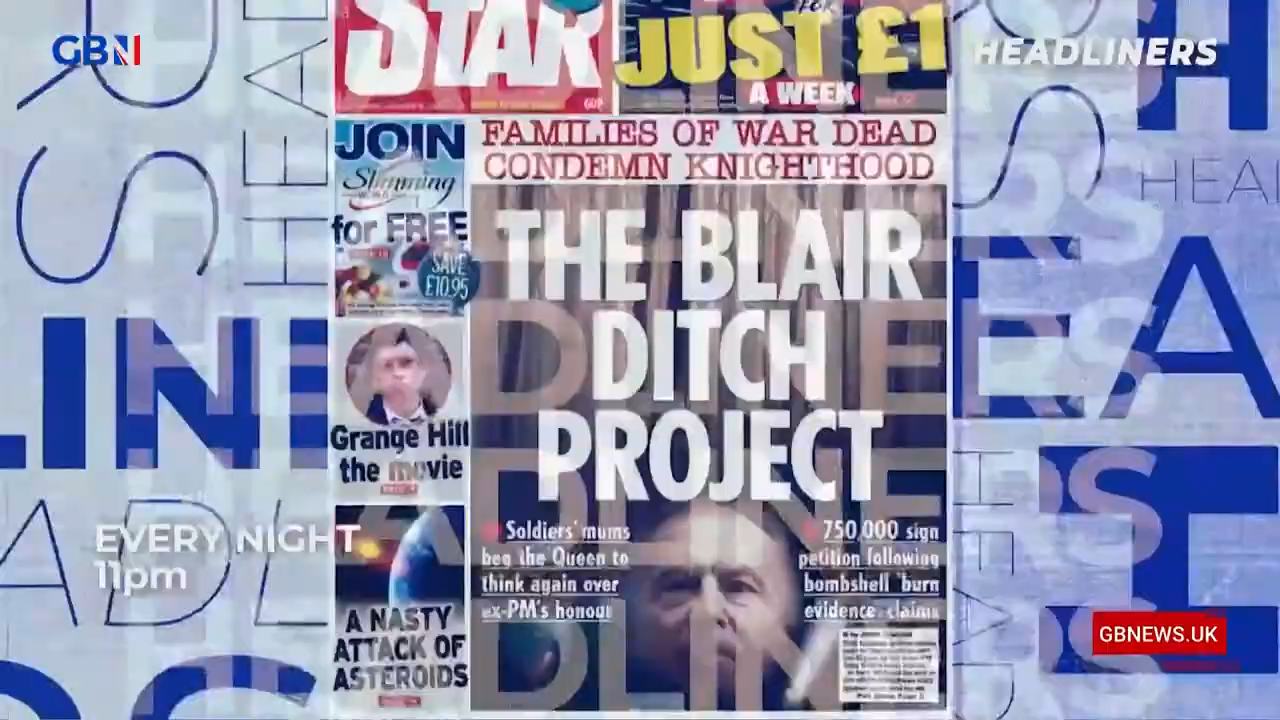 GBN
HEADLINERS
STAR
60p
FOR
JUST £1
A WEEK
JOIN
Slimming
for FREE
SAVE
£10.95
FAMILIES OF WAR DEAD
CONDEMN KNIGHTHOOD
THE BLAIR
DITCH
PROJECT
Grange Hill
the movie
Soldiers' mums
beg the Queen to
think again over
ex-PM's honour
750,000 sign
petition following
bombshell 'burn
evidence' claims
A NASTY
ATTACK OF
ASTEROIDS
EVERY NIGHT
11pm
GBNEWS.UK